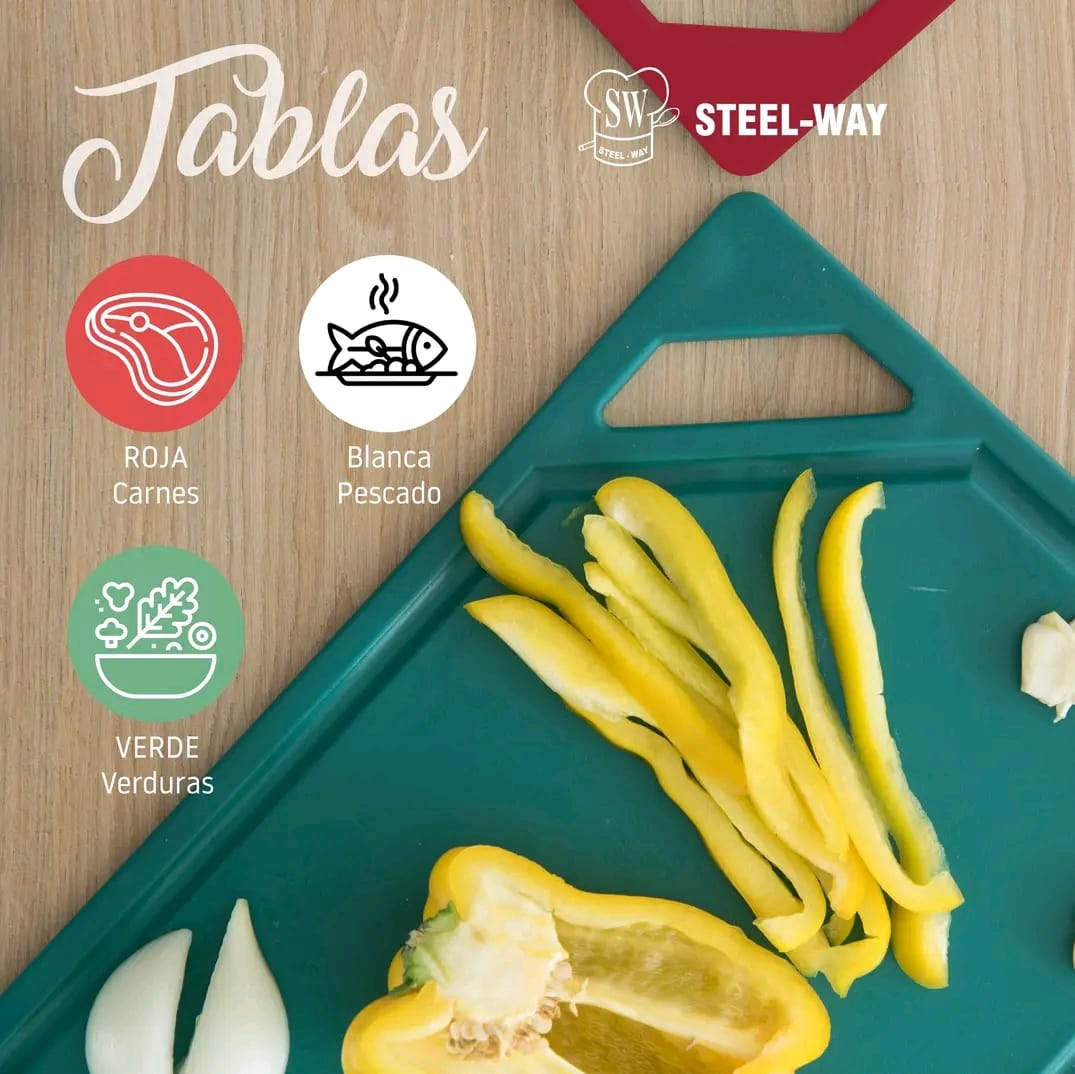 Tablas
SW
STEEL-WAY
STEEL-WAY
ROJA
Carnes
Blanca
Pescado
VERDE
Verduras